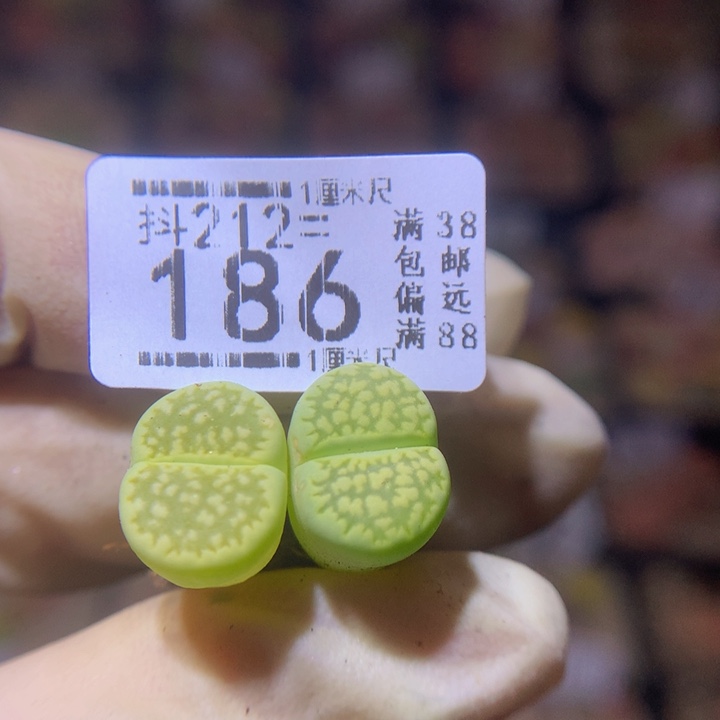 1厘米尺
抖212=
186
1厘米尺
满 38
包 邮
偏 远
满 88